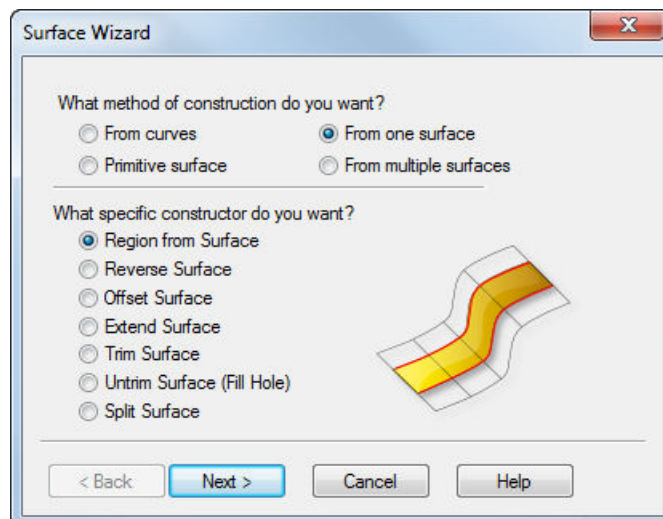 Surface Wizard
What method of construction do you want?
From curves
From one surface
Primitive surface
From multiple surfaces
What specific constructor do you want?
Region from Surface
Reverse Surface
Offset Surface
Extend Surface
Trim Surface
Untrim Surface (Fill Hole)
Split Surface
< Back
Next >
Cancel
Help